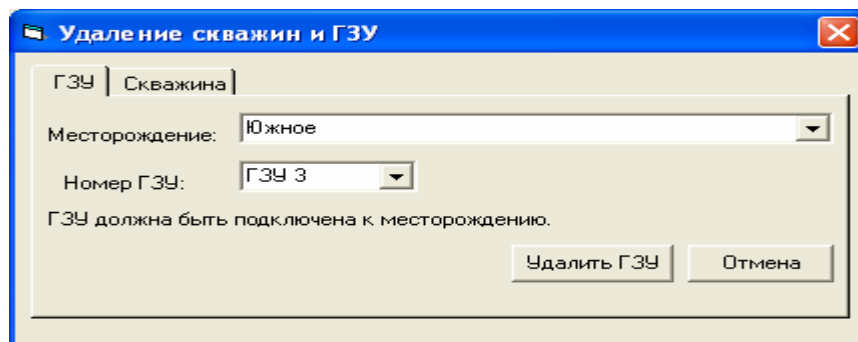 Удаление скважин и ГЗУ
ГЗУ Скважина
Месторождение: Южное
Номер ГЗУ: ГЗУ 3
ГЗУ должна быть подключена к месторождению.
Удалить ГЗУ Отмена